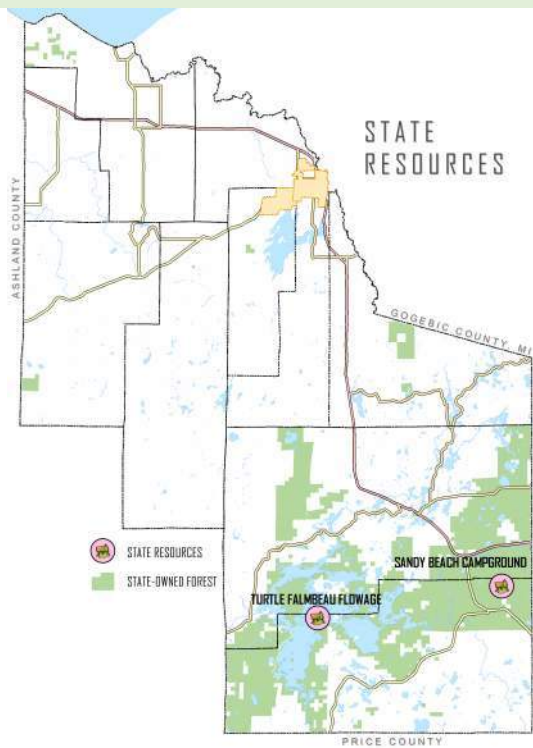 STATE
RESOURCES
ASHLAND COUNTY
GOGEBIC COUNTY, MI
STATE RESOURCES
STATE-OWNED FOREST
SANDY BEACH CAMPGROUND
TURTLE FALMBEAU FLOWAGE
PRICE COUNTY